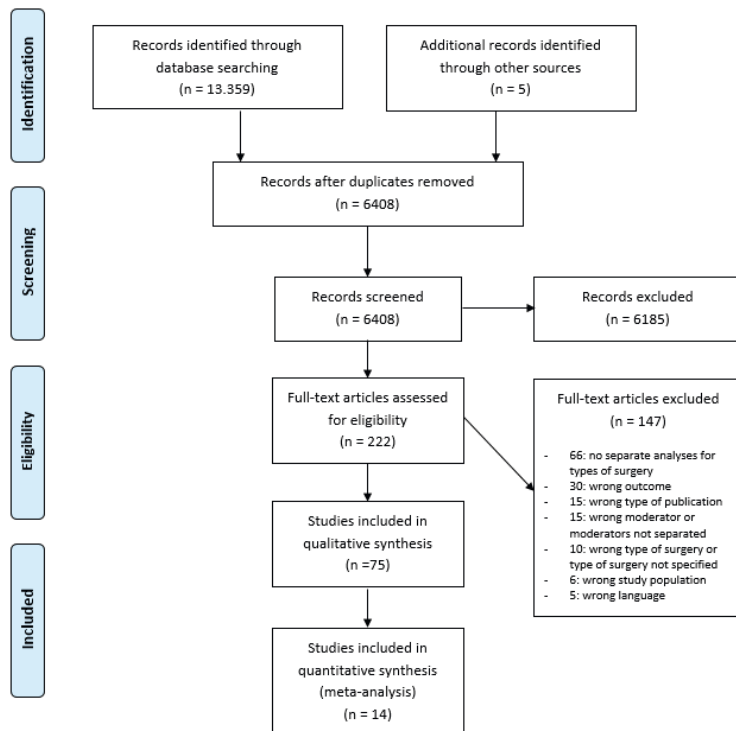 Identification
Records identified through
database searching
(n = 13.359)
Additional records identified
through other sources
(n = 5)
Records after duplicates removed
(n = 6408)
Screening
Records screened
(n = 6408)
Records excluded
(n = 6185)
Eligibility
Full-text articles assessed
for eligibility
(n = 222)
Full-text articles excluded
(n = 147)
- 66: no separate analyses for
types of surgery
- 30: wrong outcome
- 15: wrong type of publication
- 15: wrong moderator or
moderators not separated
- 10: wrong type of surgery or
type of surgery not specified
- 6: wrong study population
- 5: wrong language
Studies included in
qualitative synthesis
(n =75)
Included
Studies included in
quantitative synthesis
(meta-analysis)
(n = 14)